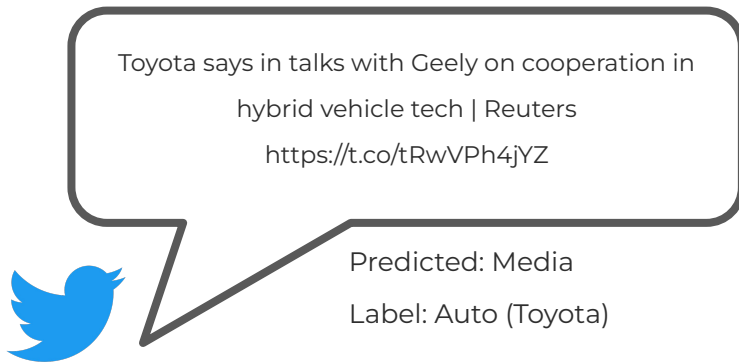 Toyota says in talks with Geely on cooperation in
hybrid vehicle tech | Reuters
https://t.co/tRwVPh4jYZ
Predicted: Media
Label: Auto (Toyota)